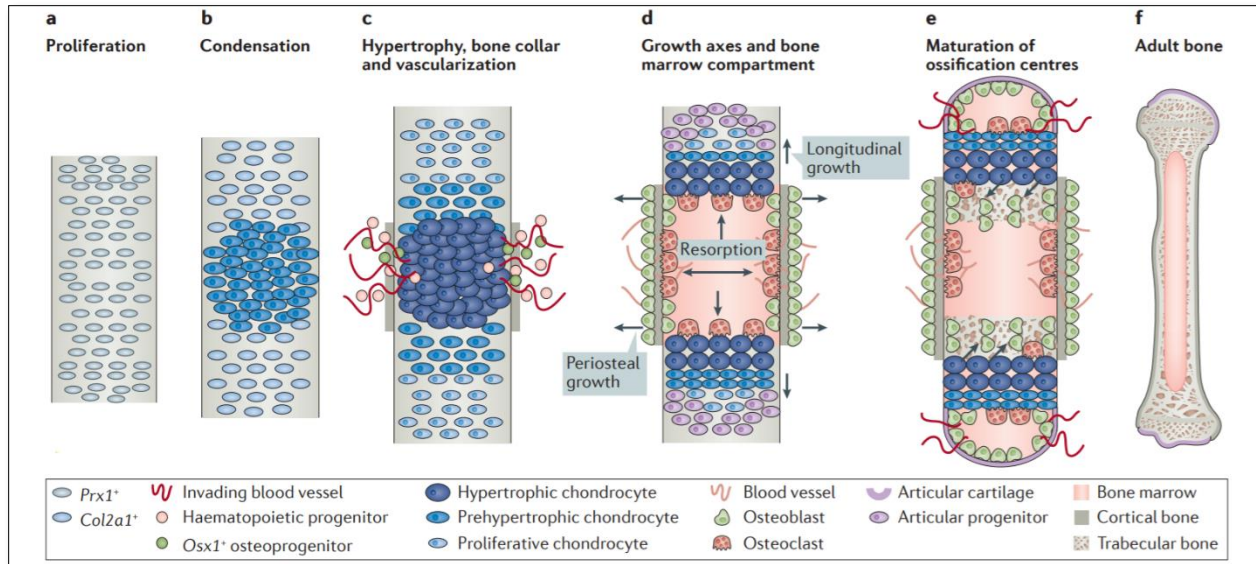 a
Proliferation
b
Condensation
c
Hypertrophy, bone collar
and vascularization
d
Growth axes and bone
marrow compartment
e
Maturation of
ossification centres
f
Adult bone
Longitudinal
growth
Resorption
Periosteal
growth
Prx1⁺
Col2a1⁺
Invading blood vessel
Haematopoietic progenitor
Osx1⁺ osteoprogenitor
Hypertrophic chondrocyte
Prehypertrophic chondrocyte
Proliferative chondrocyte
Blood vessel
Osteoblast
Osteoclast
Articular cartilage
Articular progenitor
Bone marrow
Cortical bone
Trabecular bone